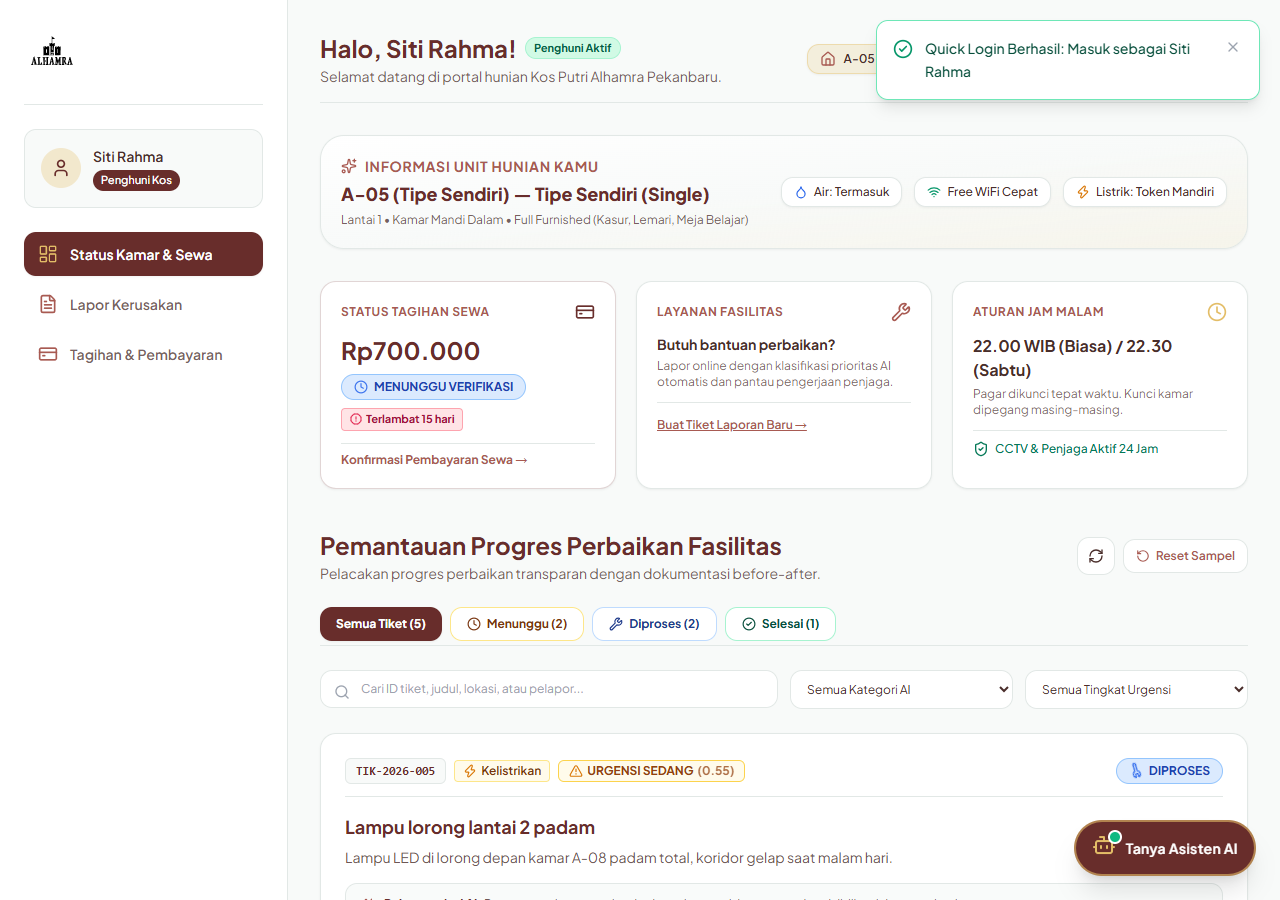 ALHAMRA
Siti Rahma
Penghuni Kos
Status Kamar & Sewa
Lapor Kerusakan
Tagihan & Pembayaran
Halo, Siti Rahma!
Penghuni Aktif
Selamat datang di portal hunian Kos Putri Alhamra Pekanbaru.
A-05
Quick Login Berhasil: Masuk sebagai Siti
Rahma
INFORMASI UNIT HUNIAN KAMU
A-05 (Tipe Sendiri) — Tipe Sendiri (Single)
Lantai 1 • Kamar Mandi Dalam • Full Furnished (Kasur, Lemari, Meja Belajar)
Air: Termasuk
Free WiFi Cepat
Listrik: Token Mandiri
STATUS TAGIHAN SEWA
Rp700.000
MENUNGGU VERIFIKASI
Terlambat 15 hari
Konfirmasi Pembayaran Sewa →
LAYANAN FASILITAS
Butuh bantuan perbaikan?
Lapor online dengan klasifikasi prioritas AI
otomatis dan pantau pengerjaan penjaga.
Buat Tiket Laporan Baru →
ATURAN JAM MALAM
22.00 WIB (Biasa) / 22.30
(Sabtu)
Pagar dikunci tepat waktu. Kunci kamar
dipegang masing-masing.
CCTV & Penjaga Aktif 24 Jam
Pemantauan Progres Perbaikan Fasilitas
Pelacakan progres perbaikan transparan dengan dokumentasi before-after.
Reset Sampel
Semua Tiket (5)
Menunggu (2)
Diproses (2)
Selesai (1)
Cari ID tiket, judul, lokasi, atau pelapor...
Semua Kategori AI
Semua Tingkat Urgensi
TIK-2026-005
Kelistrikan
URGENSI SEDANG (0.55)
DIPROSES
Lampu lorong lantai 2 padam
Lampu LED di lorong depan kamar A-08 padam total, koridor gelap saat malam hari.
Tanya Asisten AI